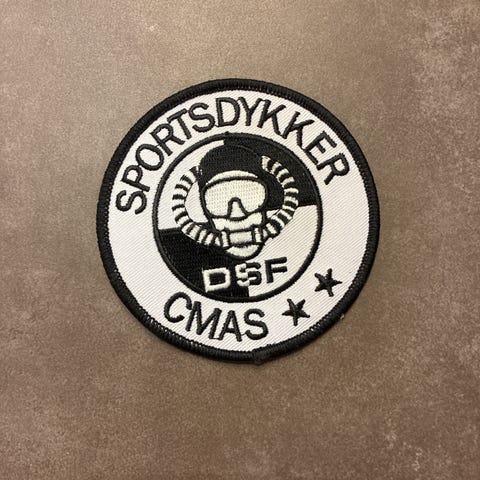 SPORTSDYKKER
DSF
CMAS ★★